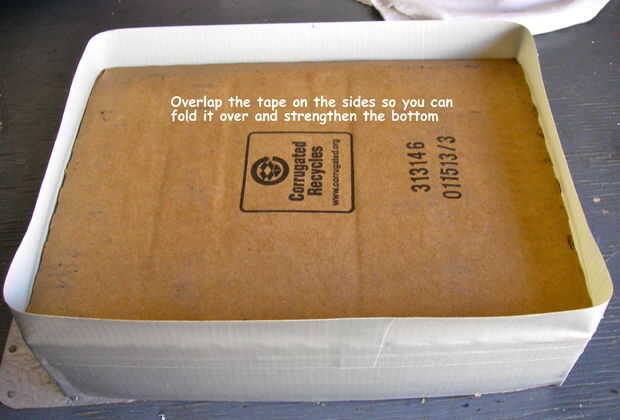 Overlap the tape on the sides so you can
fold it over and strengthen the bottom
Corrugated
Recycles
www.corrugated.org
313146
011513/3